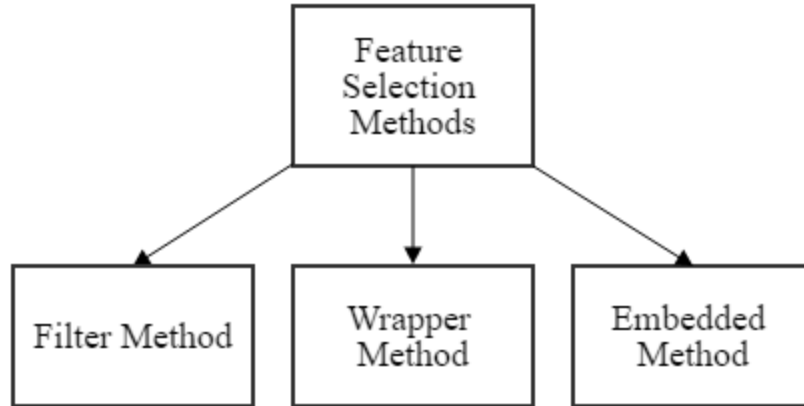 Feature
Selection
Methods
Filter Method
Wrapper
Method
Embedded
Method